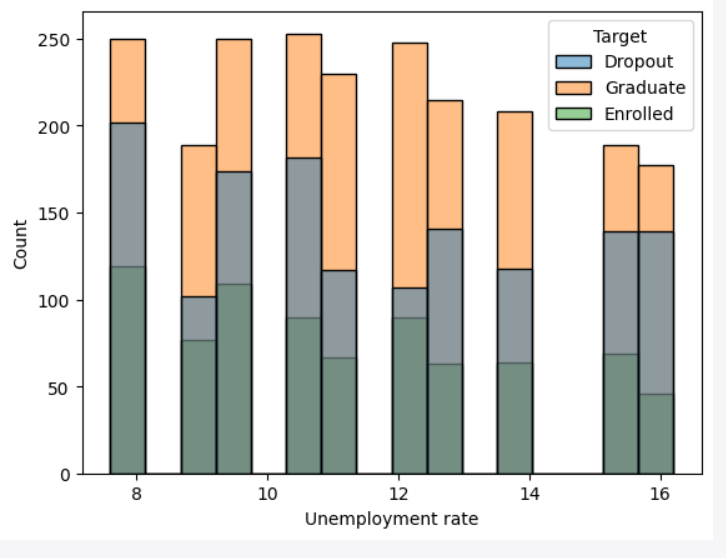 Target
Dropout
Graduate
Enrolled
250
200
150
100
50
0
Count
8 10 12 14 16
Unemployment rate